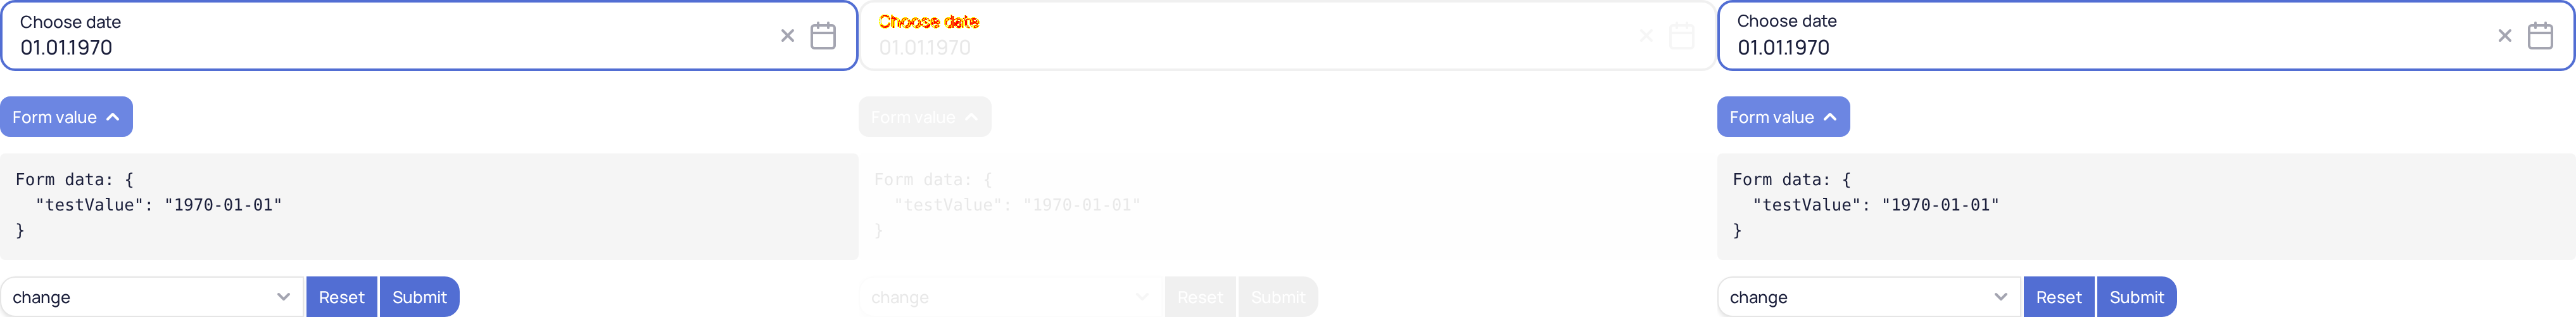 Choose date
01.01.1970
Form value
Form data: {
  "testValue": "1970-01-01"
}
change
Reset
Submit
Choose date
01.01.1970
Form value
Form data: {
  "testValue": "1970-01-01"
}
change
Reset
Submit
Choose date
01.01.1970
Form value
Form data: {
  "testValue": "1970-01-01"
}
change
Reset
Submit